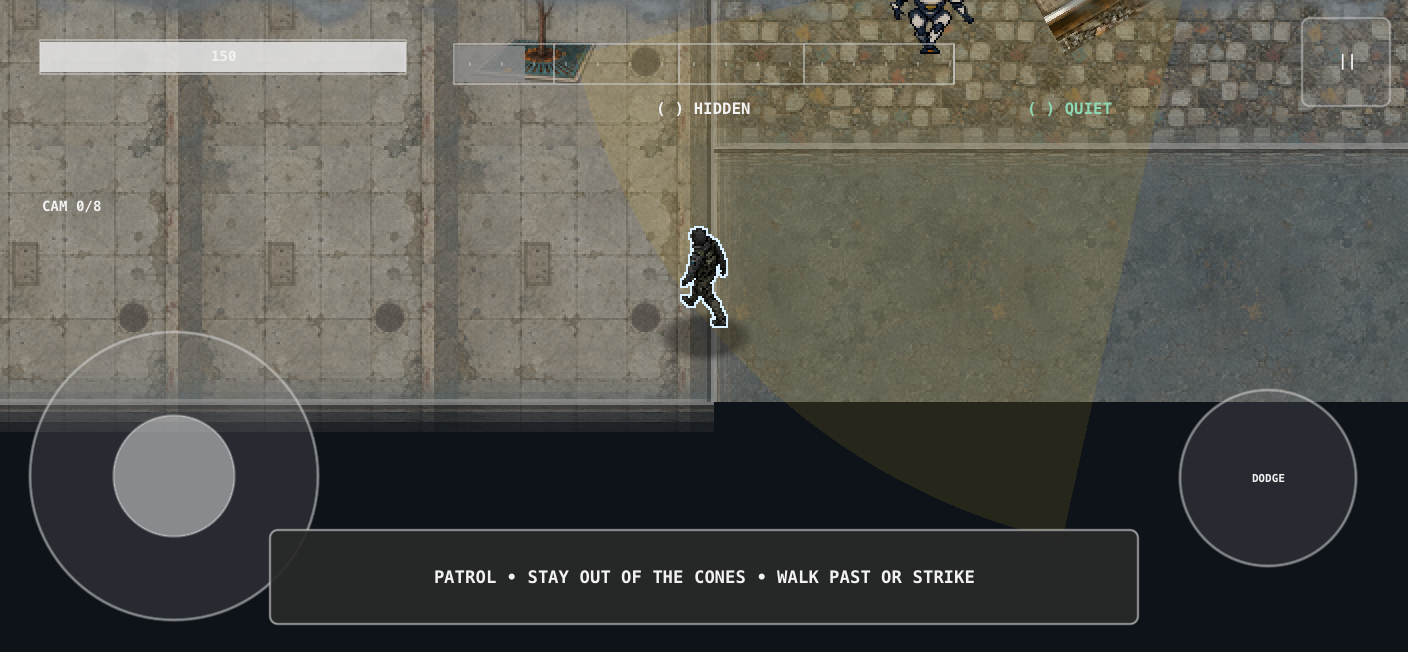 150
( ) HIDDEN
( ) QUIET
CAM 0/8
DODGE
PATROL • STAY OUT OF THE CONES • WALK PAST OR STRIKE